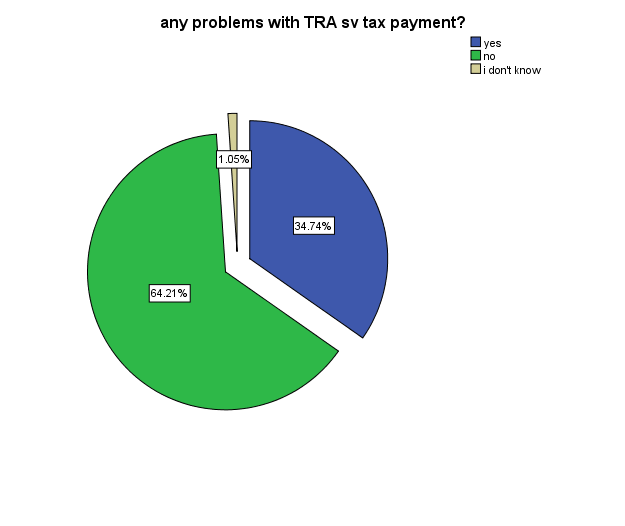 any problems with TRA sv tax payment?
yes
no
i don't know
1.05%
34.74%
64.21%